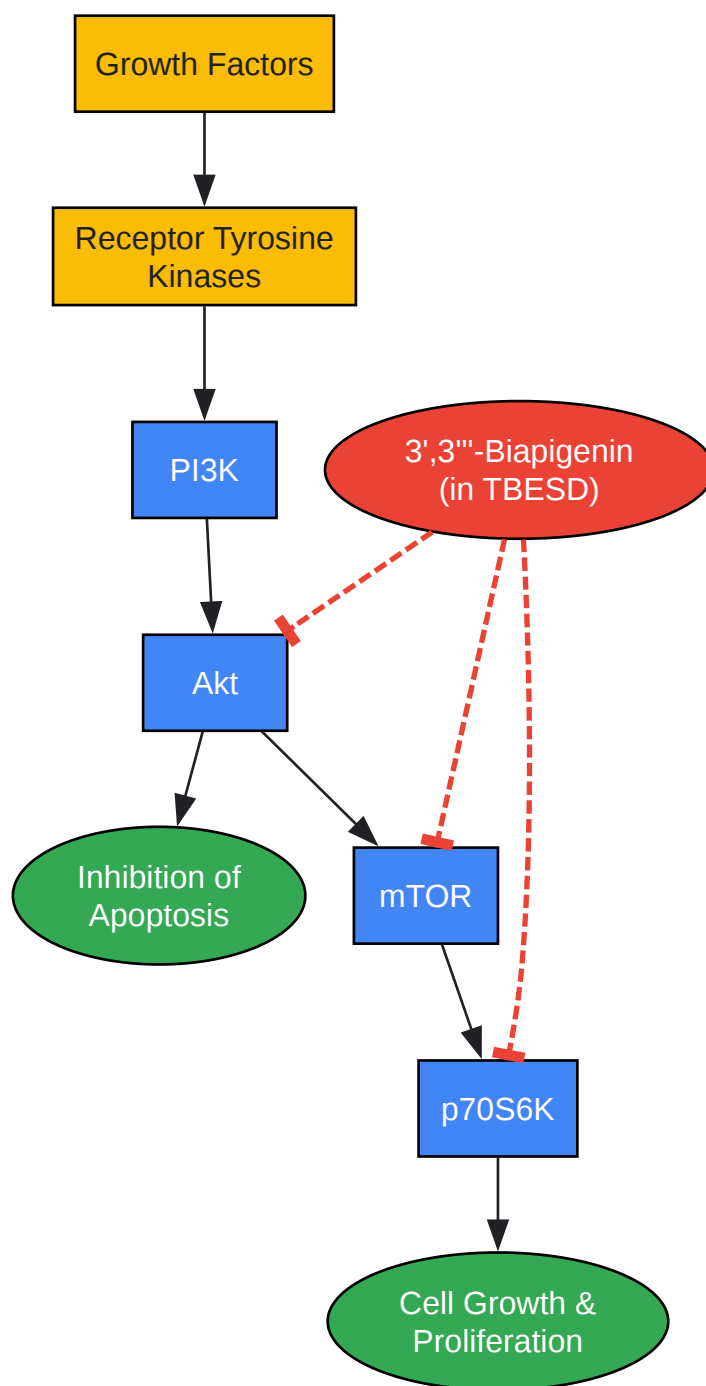 Growth Factors
Receptor Tyrosine
Kinases
PI3K
3',3'''-Biapigenin
(in TBESD)
Akt
Inhibition of
Apoptosis
mTOR
p70S6K
Cell Growth &
Proliferation